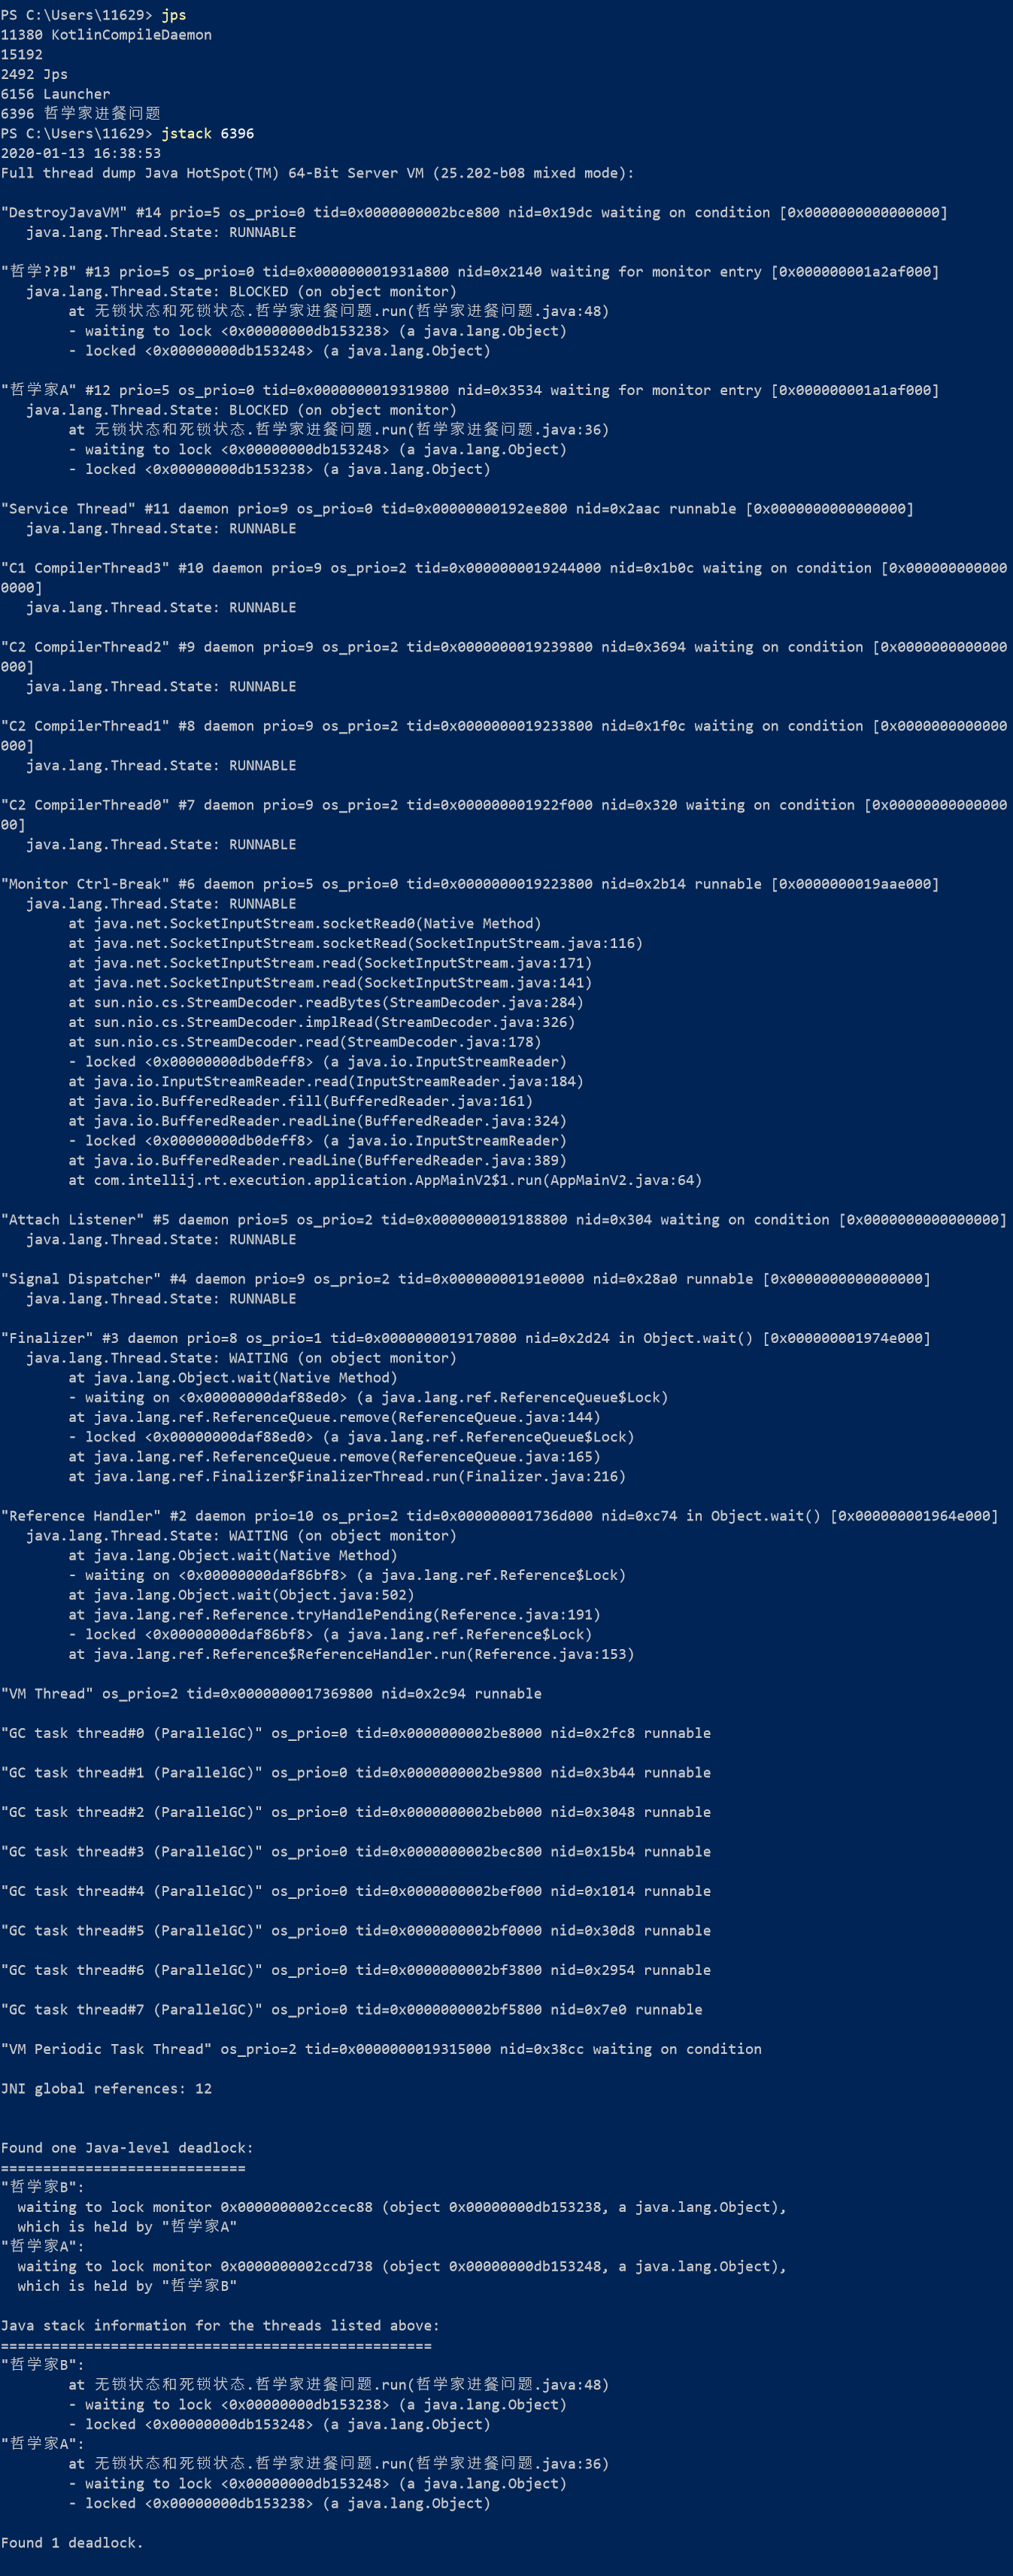 PS C:\Users\11629> jps
11380 KotlinCompileDaemon
15192
2492 Jps
6156 Launcher
6396 哲学家进餐问题
PS C:\Users\11629> jstack 6396
2020-01-13 16:38:53
Full thread dump Java HotSpot(TM) 64-Bit Server VM (25.202-b08 mixed mode):

"DestroyJavaVM" #14 prio=5 os_prio=0 tid=0x0000000002bce800 nid=0x19dc waiting on condition [0x0000000000000000]
   java.lang.Thread.State: RUNNABLE

"哲学??B" #13 prio=5 os_prio=0 tid=0x000000001931a800 nid=0x2140 waiting for monitor entry [0x000000001a2af000]
   java.lang.Thread.State: BLOCKED (on object monitor)
        at 无锁状态和死锁状态.哲学家进餐问题.run(哲学家进餐问题.java:48)
        - waiting to lock <0x00000000db153238> (a java.lang.Object)
        - locked <0x00000000db153248> (a java.lang.Object)

"哲学家A" #12 prio=5 os_prio=0 tid=0x0000000019319800 nid=0x3534 waiting for monitor entry [0x000000001a1af000]
   java.lang.Thread.State: BLOCKED (on object monitor)
        at 无锁状态和死锁状态.哲学家进餐问题.run(哲学家进餐问题.java:36)
        - waiting to lock <0x00000000db153248> (a java.lang.Object)
        - locked <0x00000000db153238> (a java.lang.Object)

"Service Thread" #11 daemon prio=9 os_prio=0 tid=0x00000000192ee800 nid=0x2aac runnable [0x0000000000000000]
   java.lang.Thread.State: RUNNABLE

"C1 CompilerThread3" #10 daemon prio=9 os_prio=2 tid=0x0000000019244000 nid=0x1b0c waiting on condition [0x000000000000
0000]
   java.lang.Thread.State: RUNNABLE

"C2 CompilerThread2" #9 daemon prio=9 os_prio=2 tid=0x0000000019239800 nid=0x3694 waiting on condition [0x0000000000000
000]
   java.lang.Thread.State: RUNNABLE

"C2 CompilerThread1" #8 daemon prio=9 os_prio=2 tid=0x0000000019233800 nid=0x1f0c waiting on condition [0x0000000000000
000]
   java.lang.Thread.State: RUNNABLE

"C2 CompilerThread0" #7 daemon prio=9 os_prio=2 tid=0x000000001922f000 nid=0x320 waiting on condition [0x00000000000000
00]
   java.lang.Thread.State: RUNNABLE

"Monitor Ctrl-Break" #6 daemon prio=5 os_prio=0 tid=0x0000000019223800 nid=0x2b14 runnable [0x0000000019aae000]
   java.lang.Thread.State: RUNNABLE
        at java.net.SocketInputStream.socketRead0(Native Method)
        at java.net.SocketInputStream.socketRead(SocketInputStream.java:116)
        at java.net.SocketInputStream.read(SocketInputStream.java:171)
        at java.net.SocketInputStream.read(SocketInputStream.java:141)
        at sun.nio.cs.StreamDecoder.readBytes(StreamDecoder.java:284)
        at sun.nio.cs.StreamDecoder.implRead(StreamDecoder.java:326)
        at sun.nio.cs.StreamDecoder.read(StreamDecoder.java:178)
        - locked <0x00000000db0deff8> (a java.io.InputStreamReader)
        at java.io.InputStreamReader.read(InputStreamReader.java:184)
        at java.io.BufferedReader.fill(BufferedReader.java:161)
        at java.io.BufferedReader.readLine(BufferedReader.java:324)
        - locked <0x00000000db0deff8> (a java.io.InputStreamReader)
        at java.io.BufferedReader.readLine(BufferedReader.java:389)
        at com.intellij.rt.execution.application.AppMainV2$1.run(AppMainV2.java:64)

"Attach Listener" #5 daemon prio=5 os_prio=2 tid=0x0000000019188800 nid=0x304 waiting on condition [0x0000000000000000]
   java.lang.Thread.State: RUNNABLE

"Signal Dispatcher" #4 daemon prio=9 os_prio=2 tid=0x00000000191e0000 nid=0x28a0 runnable [0x0000000000000000]
   java.lang.Thread.State: RUNNABLE

"Finalizer" #3 daemon prio=8 os_prio=1 tid=0x0000000019170800 nid=0x2d24 in Object.wait() [0x000000001974e000]
   java.lang.Thread.State: WAITING (on object monitor)
        at java.lang.Object.wait(Native Method)
        - waiting on <0x00000000daf88ed0> (a java.lang.ref.ReferenceQueue$Lock)
        at java.lang.ref.ReferenceQueue.remove(ReferenceQueue.java:144)
        - locked <0x00000000daf88ed0> (a java.lang.ref.ReferenceQueue$Lock)
        at java.lang.ref.ReferenceQueue.remove(ReferenceQueue.java:165)
        at java.lang.ref.Finalizer$FinalizerThread.run(Finalizer.java:216)

"Reference Handler" #2 daemon prio=10 os_prio=2 tid=0x000000001736d000 nid=0xc74 in Object.wait() [0x000000001964e000]
   java.lang.Thread.State: WAITING (on object monitor)
        at java.lang.Object.wait(Native Method)
        - waiting on <0x00000000daf86bf8> (a java.lang.ref.Reference$Lock)
        at java.lang.Object.wait(Object.java:502)
        at java.lang.ref.Reference.tryHandlePending(Reference.java:191)
        - locked <0x00000000daf86bf8> (a java.lang.ref.Reference$Lock)
        at java.lang.ref.Reference$ReferenceHandler.run(Reference.java:153)

"VM Thread" os_prio=2 tid=0x0000000017369800 nid=0x2c94 runnable

"GC task thread#0 (ParallelGC)" os_prio=0 tid=0x0000000002be8000 nid=0x2fc8 runnable

"GC task thread#1 (ParallelGC)" os_prio=0 tid=0x0000000002be9800 nid=0x3b44 runnable

"GC task thread#2 (ParallelGC)" os_prio=0 tid=0x0000000002beb000 nid=0x3048 runnable

"GC task thread#3 (ParallelGC)" os_prio=0 tid=0x0000000002bec800 nid=0x15b4 runnable

"GC task thread#4 (ParallelGC)" os_prio=0 tid=0x0000000002bef000 nid=0x1014 runnable

"GC task thread#5 (ParallelGC)" os_prio=0 tid=0x0000000002bf0000 nid=0x30d8 runnable

"GC task thread#6 (ParallelGC)" os_prio=0 tid=0x0000000002bf3800 nid=0x2954 runnable

"GC task thread#7 (ParallelGC)" os_prio=0 tid=0x0000000002bf5800 nid=0x7e0 runnable

"VM Periodic Task Thread" os_prio=2 tid=0x0000000019315000 nid=0x38cc waiting on condition

JNI global references: 12


Found one Java-level deadlock:
=============================
"哲学家B":
  waiting to lock monitor 0x0000000002ccec88 (object 0x00000000db153238, a java.lang.Object),
  which is held by "哲学家A"
"哲学家A":
  waiting to lock monitor 0x0000000002ccd738 (object 0x00000000db153248, a java.lang.Object),
  which is held by "哲学家B"

Java stack information for the threads listed above:
===================================================
"哲学家B":
        at 无锁状态和死锁状态.哲学家进餐问题.run(哲学家进餐问题.java:48)
        - waiting to lock <0x00000000db153238> (a java.lang.Object)
        - locked <0x00000000db153248> (a java.lang.Object)
"哲学家A":
        at 无锁状态和死锁状态.哲学家进餐问题.run(哲学家进餐问题.java:36)
        - waiting to lock <0x00000000db153248> (a java.lang.Object)
        - locked <0x00000000db153238> (a java.lang.Object)

Found 1 deadlock.